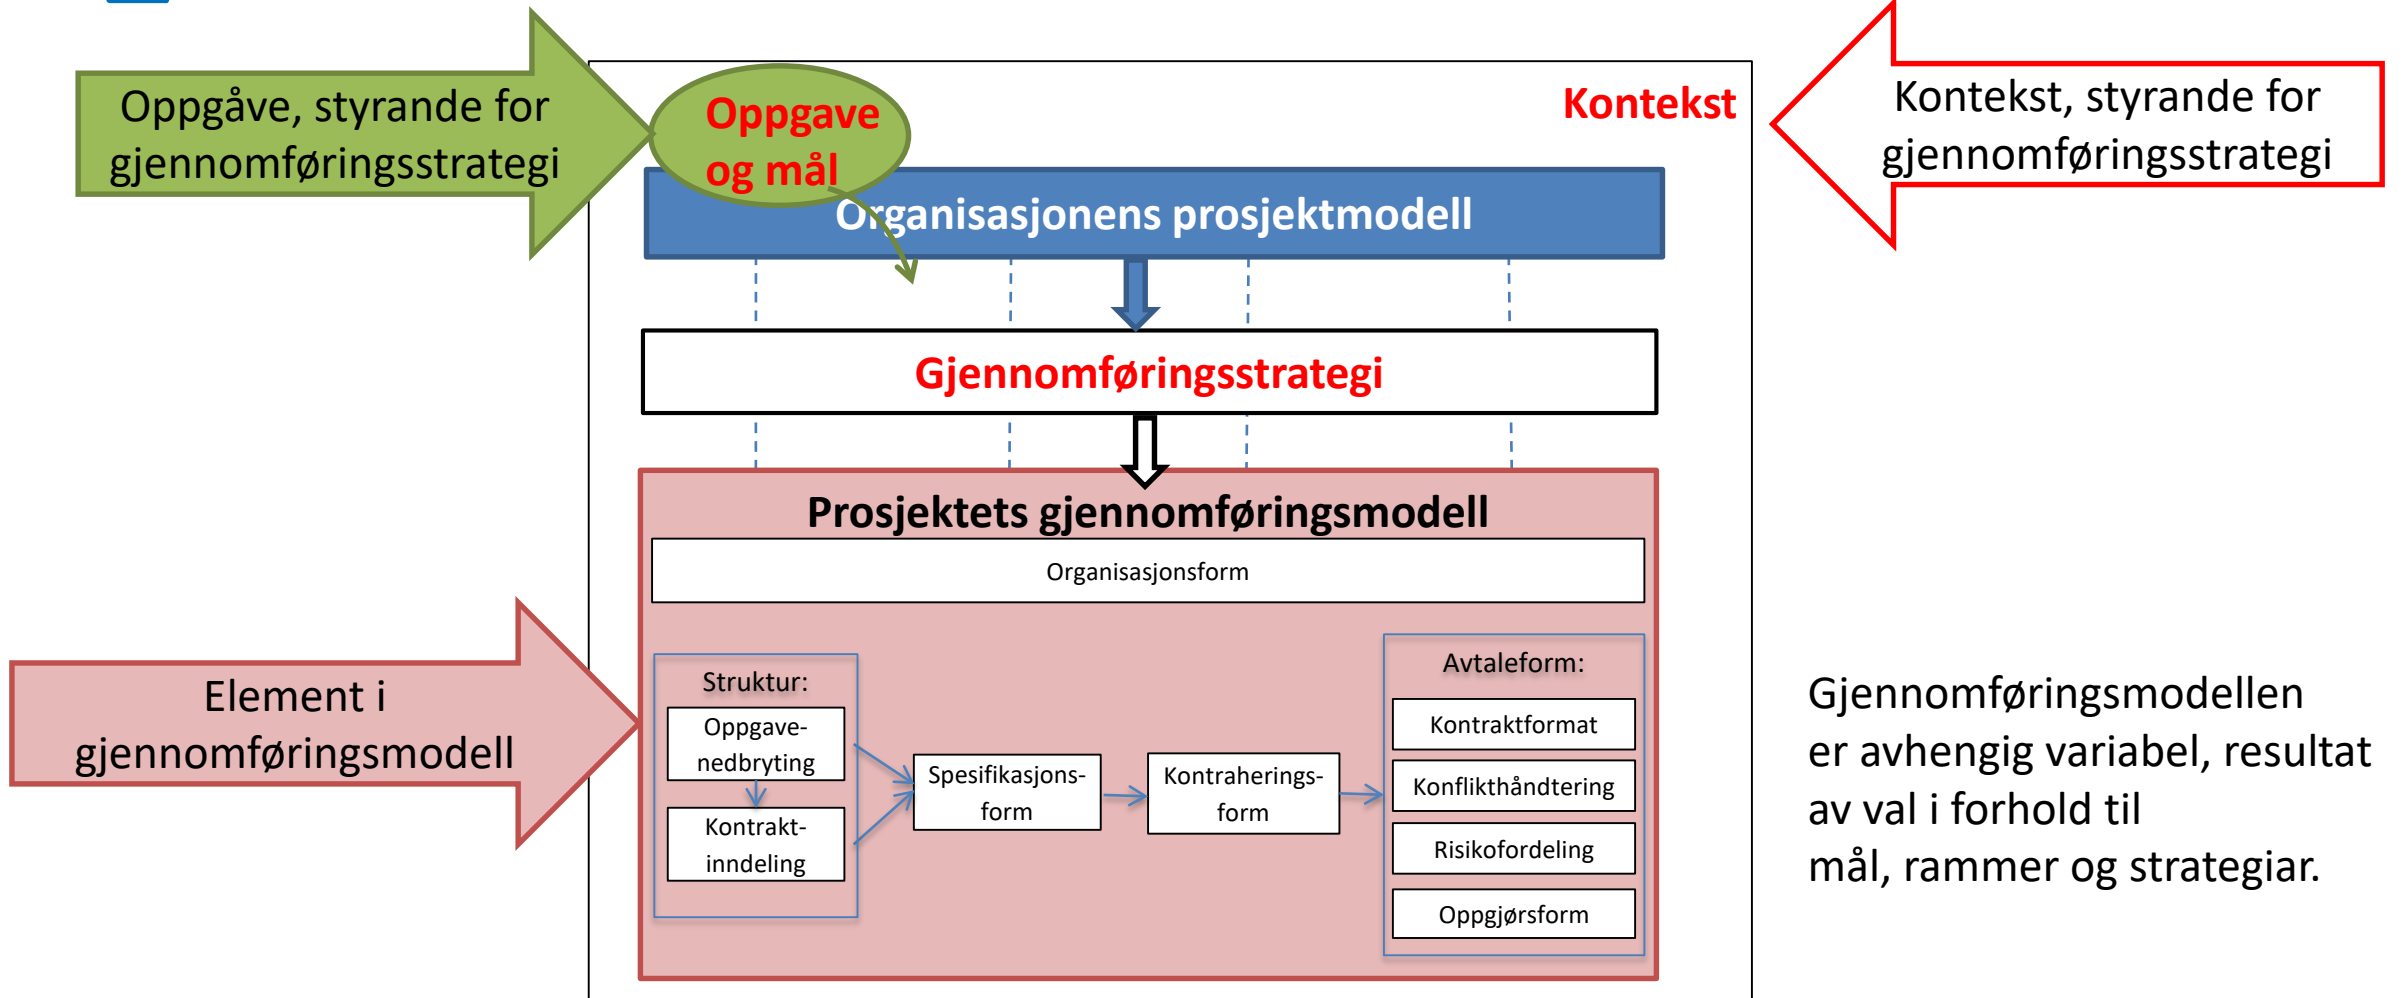 Oppgåve, styrande for
gjennomføringsstrategi
Oppgave
og mål
Kontekst
Kontekst, styrande for
gjennomføringsstrategi
Organisasjonens prosjektmodell
Gjennomføringsstrategi
Prosjektets gjennomføringsmodell
Organisasjonsform
Element i
gjennomføringsmodell
Struktur:
Oppgave-
nedbryting
Kontrakt-
inndeling
Spesifikasjons-
form
Kontraherings-
form
Avtaleform:
Kontraktformat
Konflikthåndtering
Risikofordeling
Oppgjørsform
Gjennomføringsmodellen
er avhengig variabel, resultat
av val i forhold til
mål, rammer og strategiar.